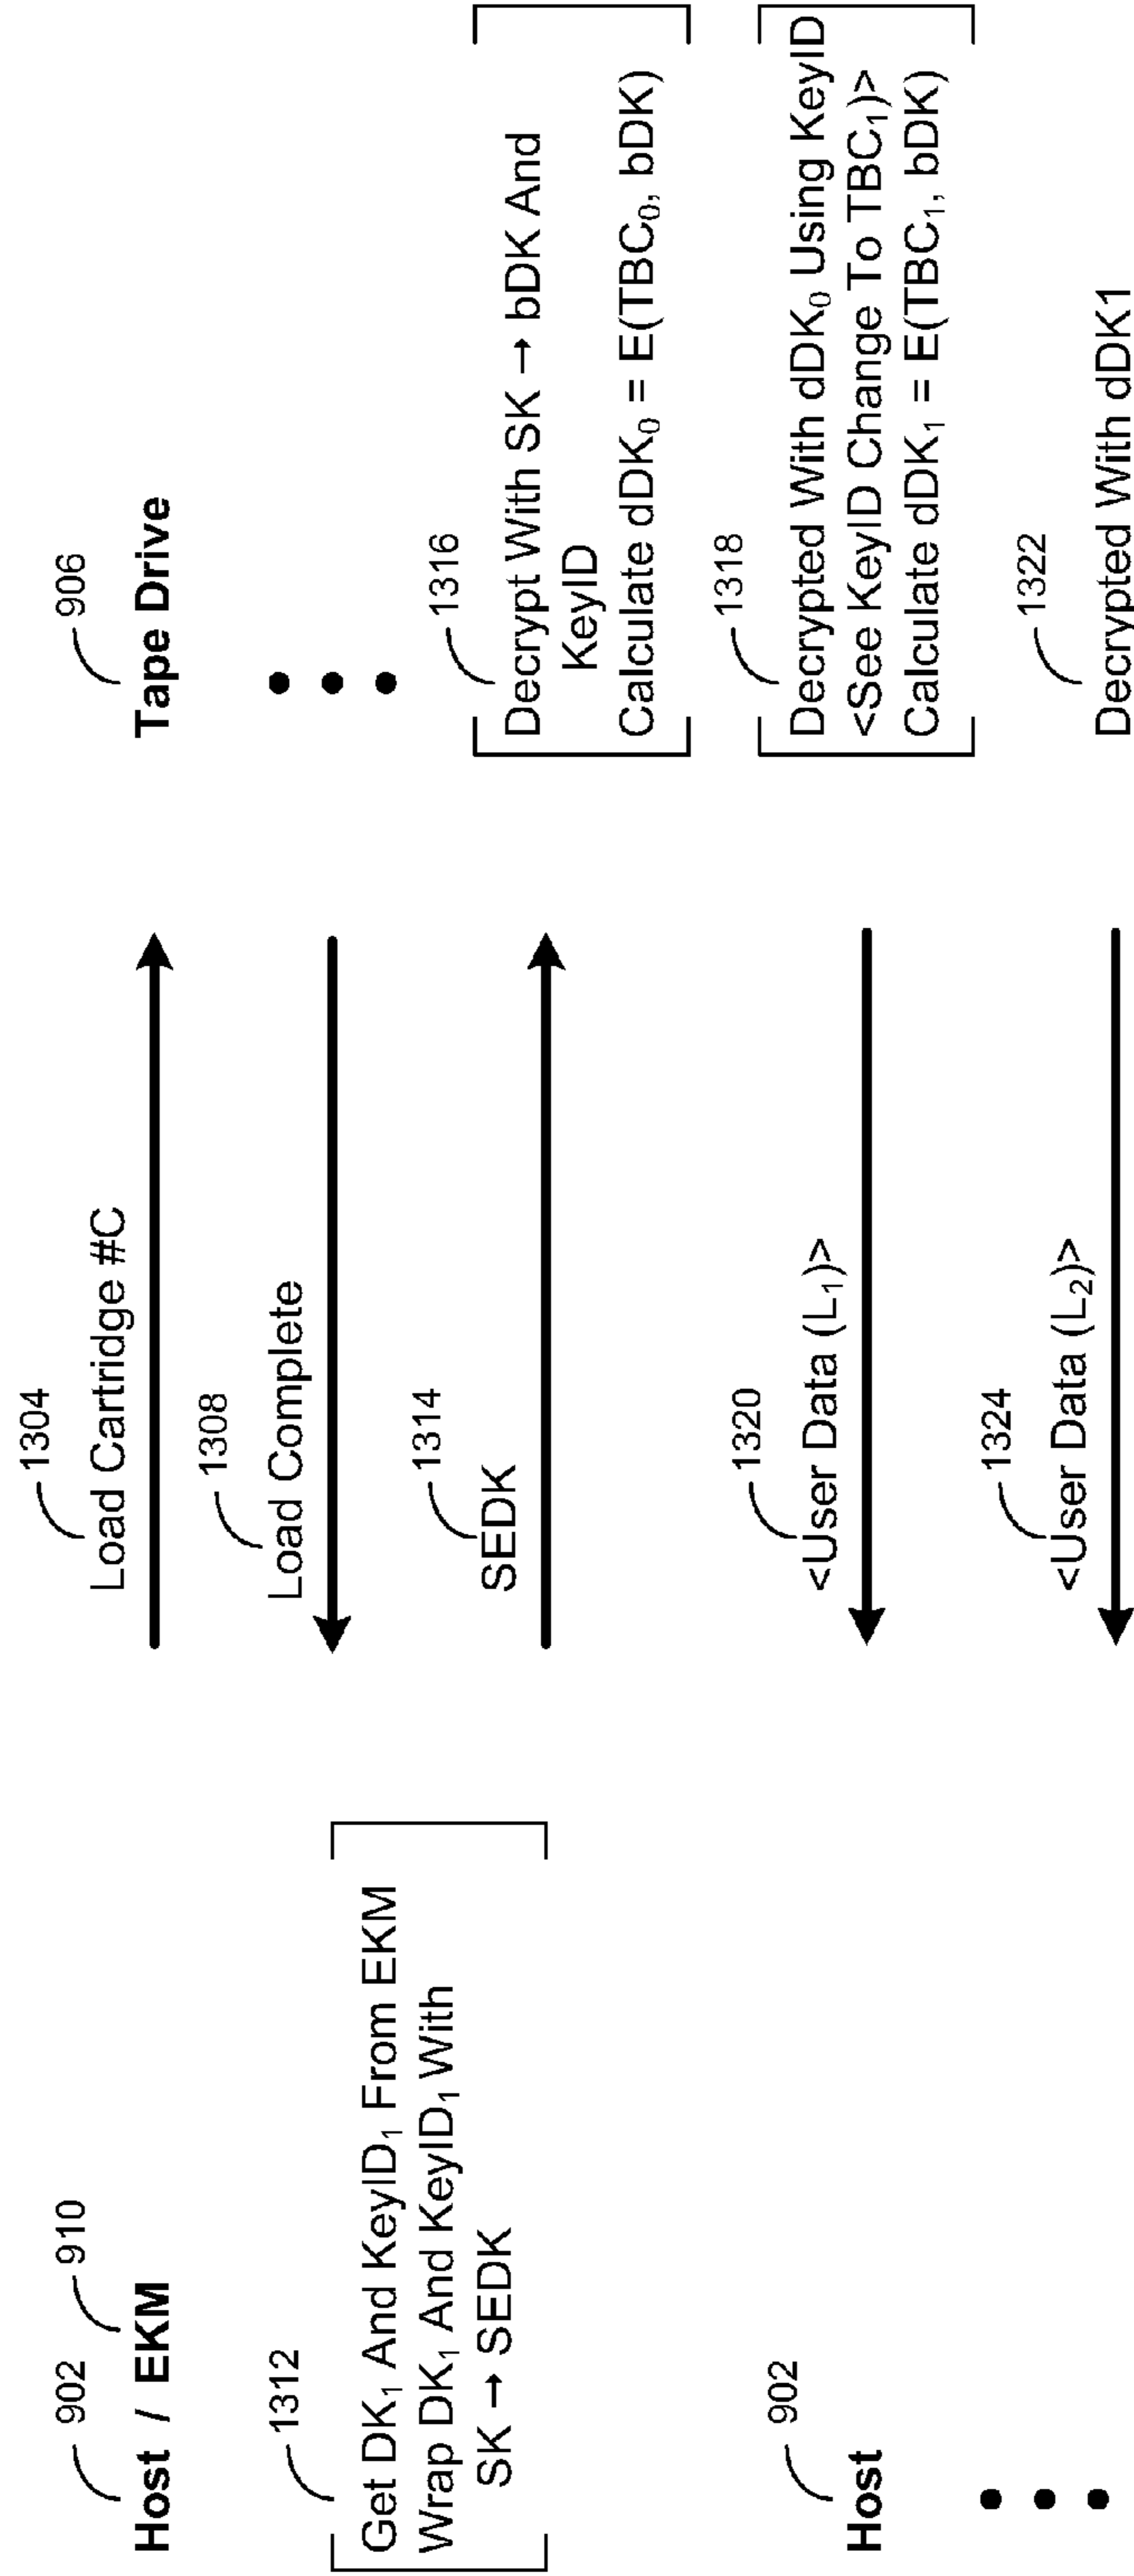 902
910
Host / EKM
1312
Get DK₁ And KeyID₁ From EKM
Wrap DK₁ And KeyID₁ With
SK → SEDK
902
Host
1304
Load Cartridge #C
1308
Load Complete
1314
SEDK
1320
<User Data (L₁)>
1324
<User Data (L₂)>
906
Tape Drive
1316
Decrypt With SK → bDK And
KeyID
Calculate dDK₀ = E(TBC₀, bDK)
1318
Decrypted With dDK₀ Using KeyID
<See KeyID Change To TBC₁)>
Calculate dDK₁ = E(TBC₁, bDK)
1322
Decrypted With dDK1